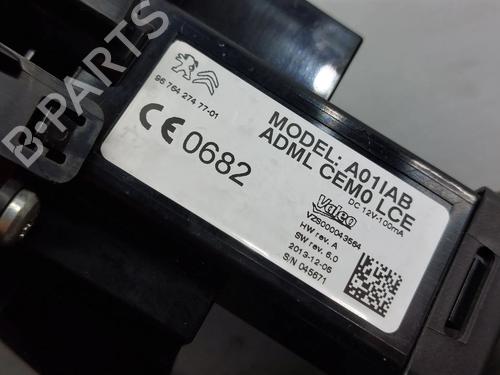 96 764 274 77-01
CE 0682
MODEL: A01IAB
ADML CEM0 LCE
DC 12V-100mA
Valeo
VZS000043564
HW rev. A
SW rev. 6.0
2013-12-05
S/N 045671
B-PARTS